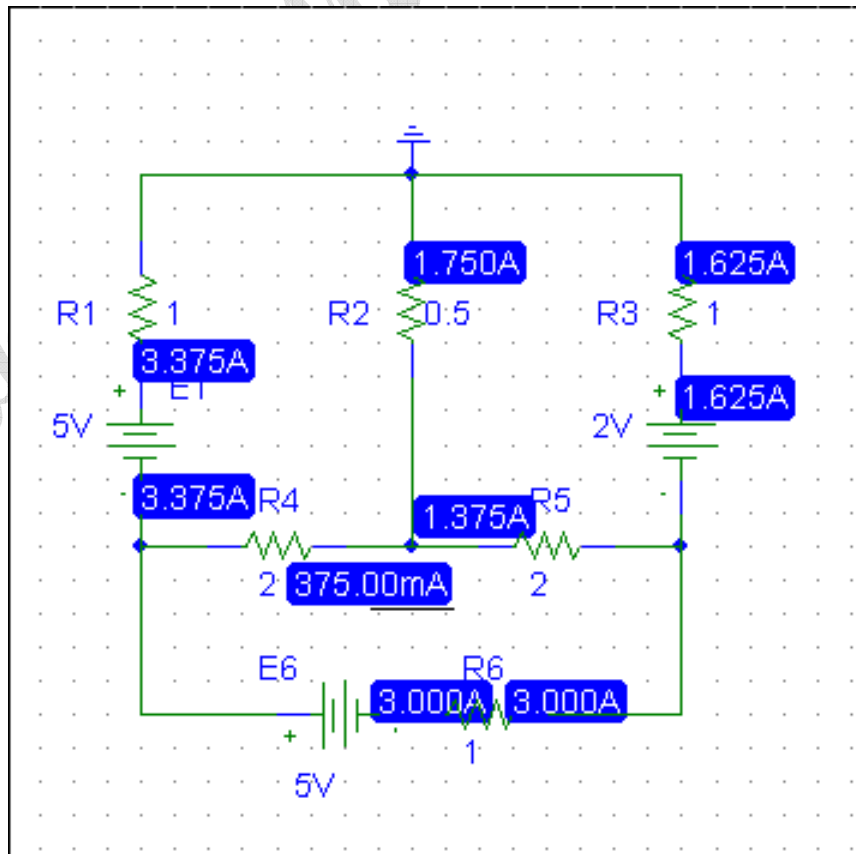 1.750A 1.625A
R1 1 R2 0.5 R3 1
3.375A
+ E1 + 1.625A
5V 2V
3.375A R4 1.375A R5
2 375.00mA 2
E6 R6
3.000A 3.000A
+ 1
5V